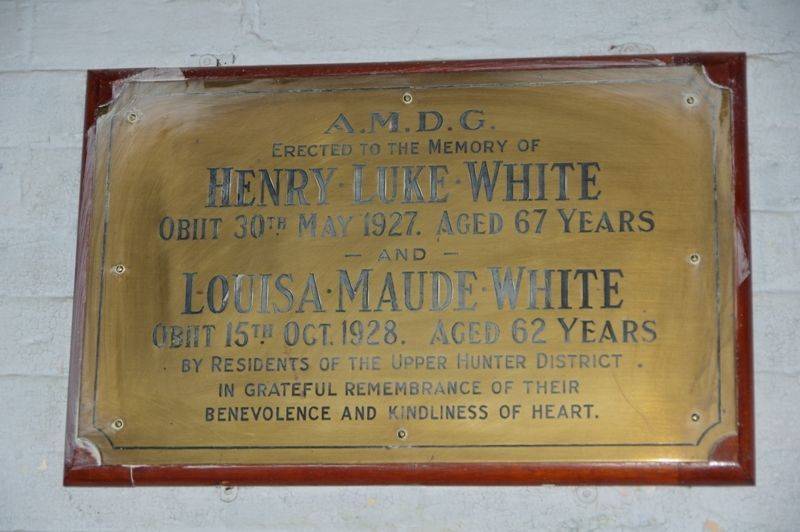 A.M.D.G.
ERECTED TO THE MEMORY OF
HENRY · LUKE · WHITE
OBIIT 30TH MAY 1927. AGED 67 YEARS
— AND —
LOUISA · MAUDE · WHITE
OBIIT 15TH OCT. 1928. AGED 62 YEARS
BY RESIDENTS OF THE UPPER HUNTER DISTRICT .
IN GRATEFUL REMEMBRANCE OF THEIR
BENEVOLENCE AND KINDLINESS OF HEART.